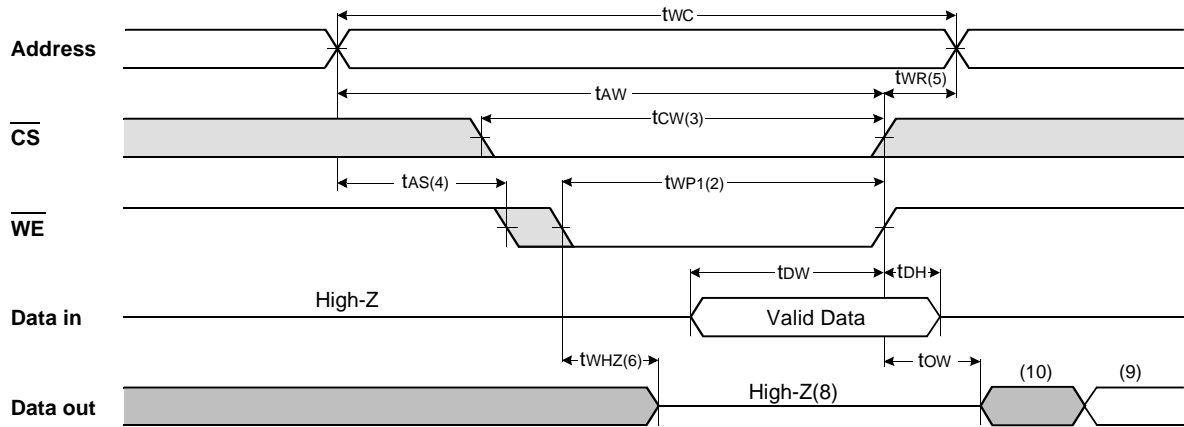 tWC
Address
tWR(5)
tAW
tCW(3)
CS
tAS(4)
tWP1(2)
WE
tDW
tDH
High-Z
Data in
Valid Data
tWHZ(6)
tOW
(10)
(9)
High-Z(8)
Data out